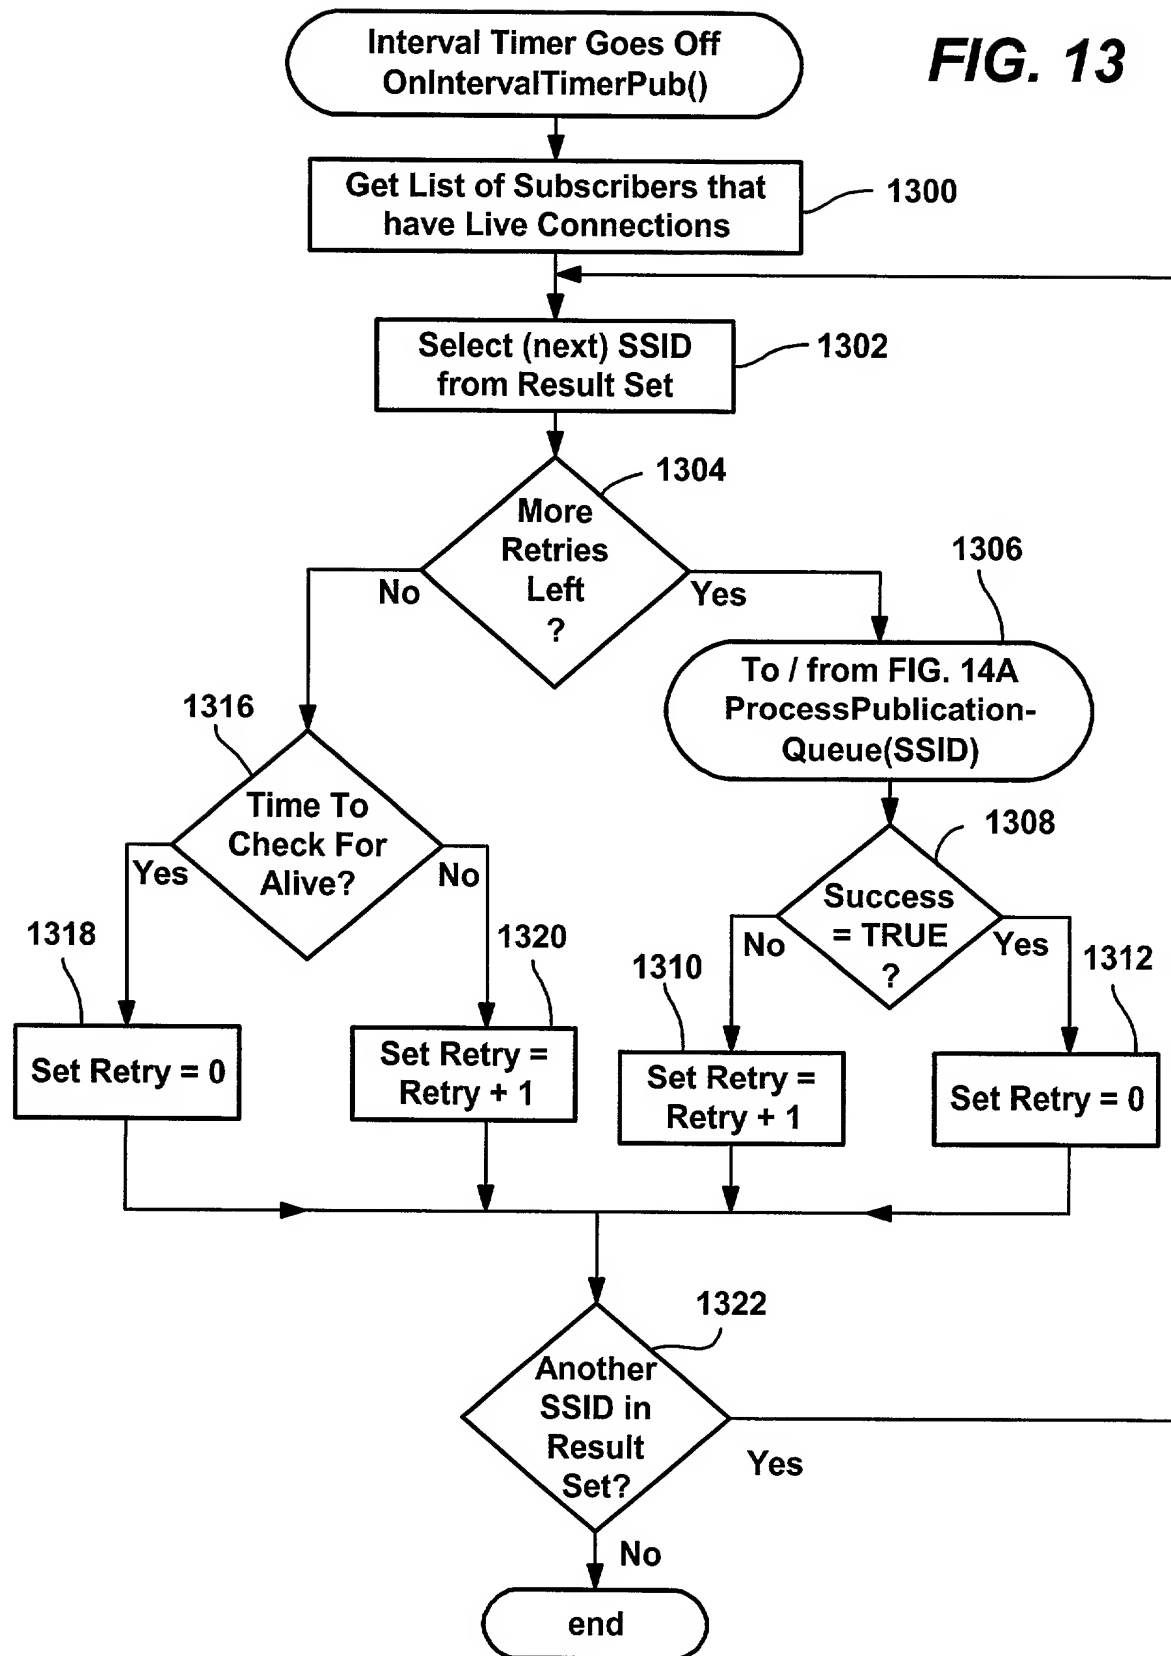 Interval Timer Goes Off
OnIntervalTimerPub()
FIG. 13
Get List of Subscribers that
have Live Connections
1300
Select (next) SSID
from Result Set
1302
More
Retries
Left
?
1304
No
Yes
1306
To / from FIG. 14A
ProcessPublication-
Queue(SSID)
1316
Time To
Check For
Alive?
Yes
No
1308
Success
= TRUE
?
No
Yes
1318
Set Retry = 0
1320
Set Retry =
Retry + 1
1310
Set Retry =
Retry + 1
1312
Set Retry = 0
1322
Another
SSID in
Result
Set?
Yes
No
end